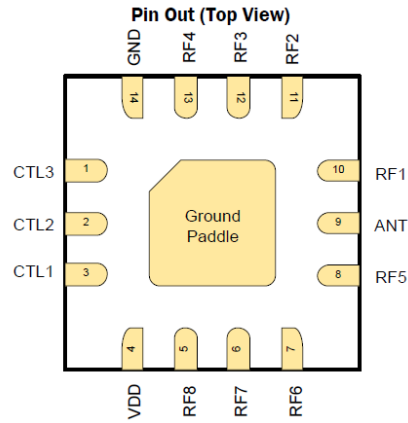 Pin Out (Top View)
GND RF4 RF3 RF2
14 13 12 11
CTL3 1 10 RF1
CTL2 2 Ground Paddle 9 ANT
CTL1 3 8 RF5
4 5 6 7
VDD RF8 RF7 RF6